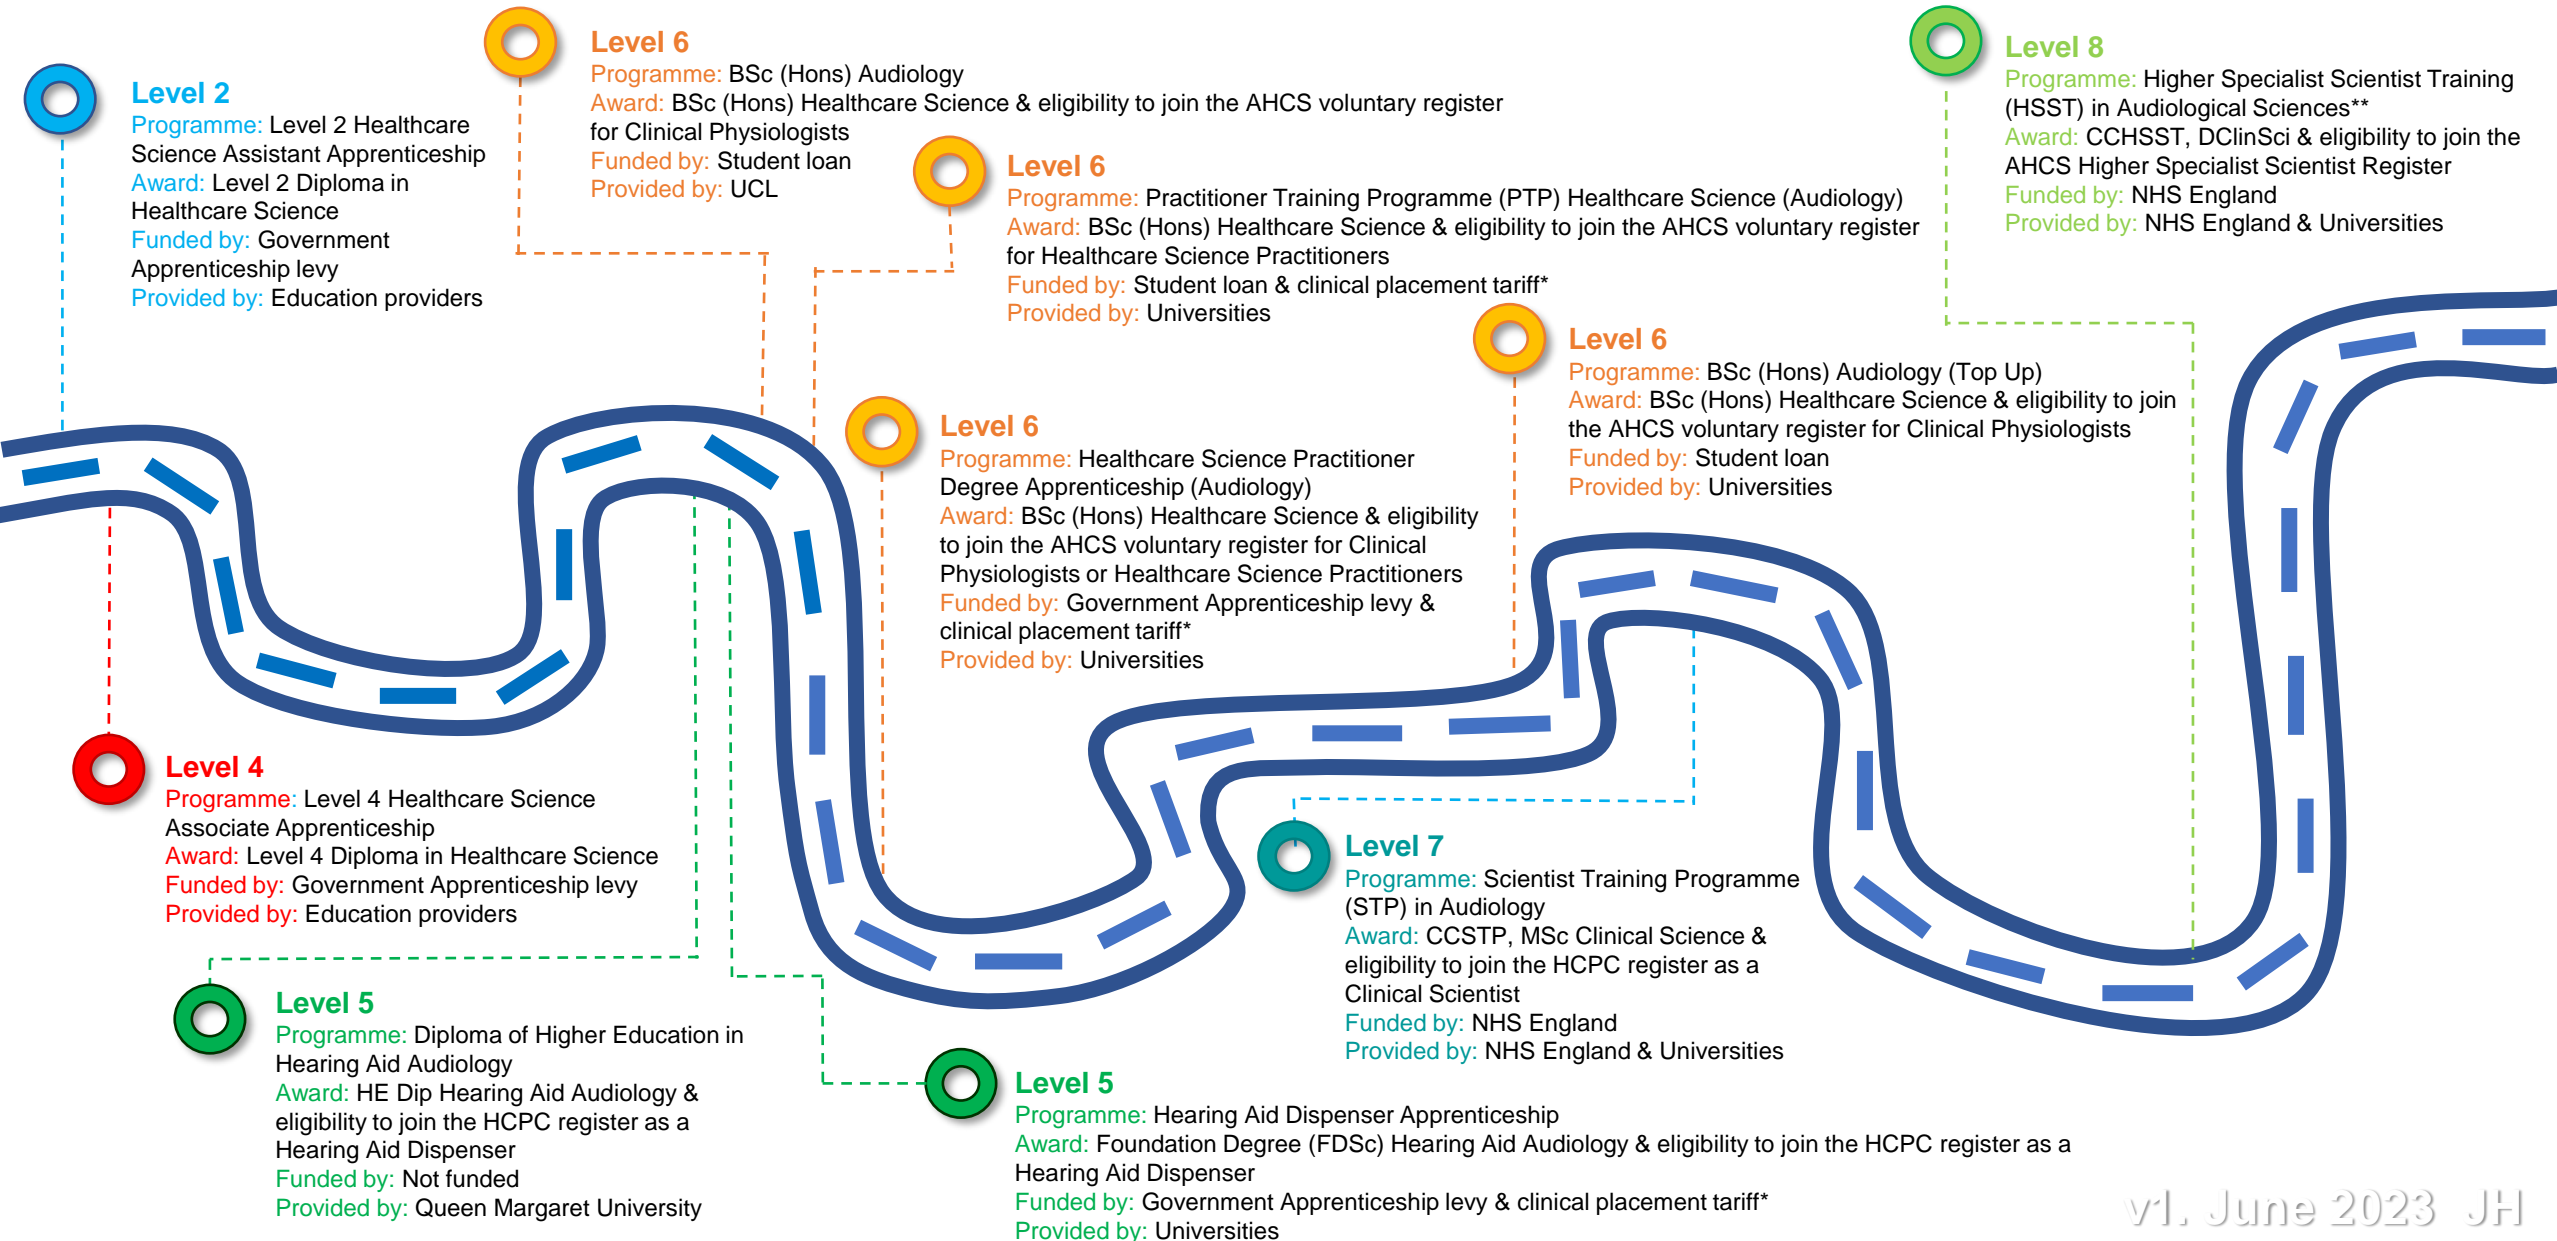 Level 2
Programme: Level 2 Healthcare
Science Assistant Apprenticeship
Award: Level 2 Diploma in
Healthcare Science
Funded by: Government
Apprenticeship levy
Provided by: Education providers
Level 6
Programme: BSc (Hons) Audiology
Award: BSc (Hons) Healthcare Science & eligibility to join the AHCS voluntary register
for Clinical Physiologists
Funded by: Student loan
Provided by: UCL
Level 6
Programme: Practitioner Training Programme (PTP) Healthcare Science (Audiology)
Award: BSc (Hons) Healthcare Science & eligibility to join the AHCS voluntary register
for Healthcare Science Practitioners
Funded by: Student loan & clinical placement tariff*
Provided by: Universities
Level 8
Programme: Higher Specialist Scientist Training
(HSST) in Audiological Sciences**
Award: CCHSST, DClinSci & eligibility to join the
AHCS Higher Specialist Scientist Register
Funded by: NHS England
Provided by: NHS England & Universities
Level 6
Programme: Healthcare Science Practitioner
Degree Apprenticeship (Audiology)
Award: BSc (Hons) Healthcare Science & eligibility
to join the AHCS voluntary register for Clinical
Physiologists or Healthcare Science Practitioners
Funded by: Government Apprenticeship levy &
clinical placement tariff*
Provided by: Universities
Level 6
Programme: BSc (Hons) Audiology (Top Up)
Award: BSc (Hons) Healthcare Science & eligibility to join
the AHCS voluntary register for Clinical Physiologists
Funded by: Student loan
Provided by: Universities
Level 4
Programme: Level 4 Healthcare Science
Associate Apprenticeship
Award: Level 4 Diploma in Healthcare Science
Funded by: Government Apprenticeship levy
Provided by: Education providers
Level 5
Programme: Diploma of Higher Education in
Hearing Aid Audiology
Award: HE Dip Hearing Aid Audiology &
eligibility to join the HCPC register as a
Hearing Aid Dispenser
Funded by: Not funded
Provided by: Queen Margaret University
Level 7
Programme: Scientist Training Programme
(STP) in Audiology
Award: CCSTP, MSc Clinical Science &
eligibility to join the HCPC register as a
Clinical Scientist
Funded by: NHS England
Provided by: NHS England & Universities
Level 5
Programme: Hearing Aid Dispenser Apprenticeship
Award: Foundation Degree (FDSc) Hearing Aid Audiology & eligibility to join the HCPC register as a
Hearing Aid Dispenser
Funded by: Government Apprenticeship levy & clinical placement tariff*
Provided by: Universities
v1. June 2023 JH